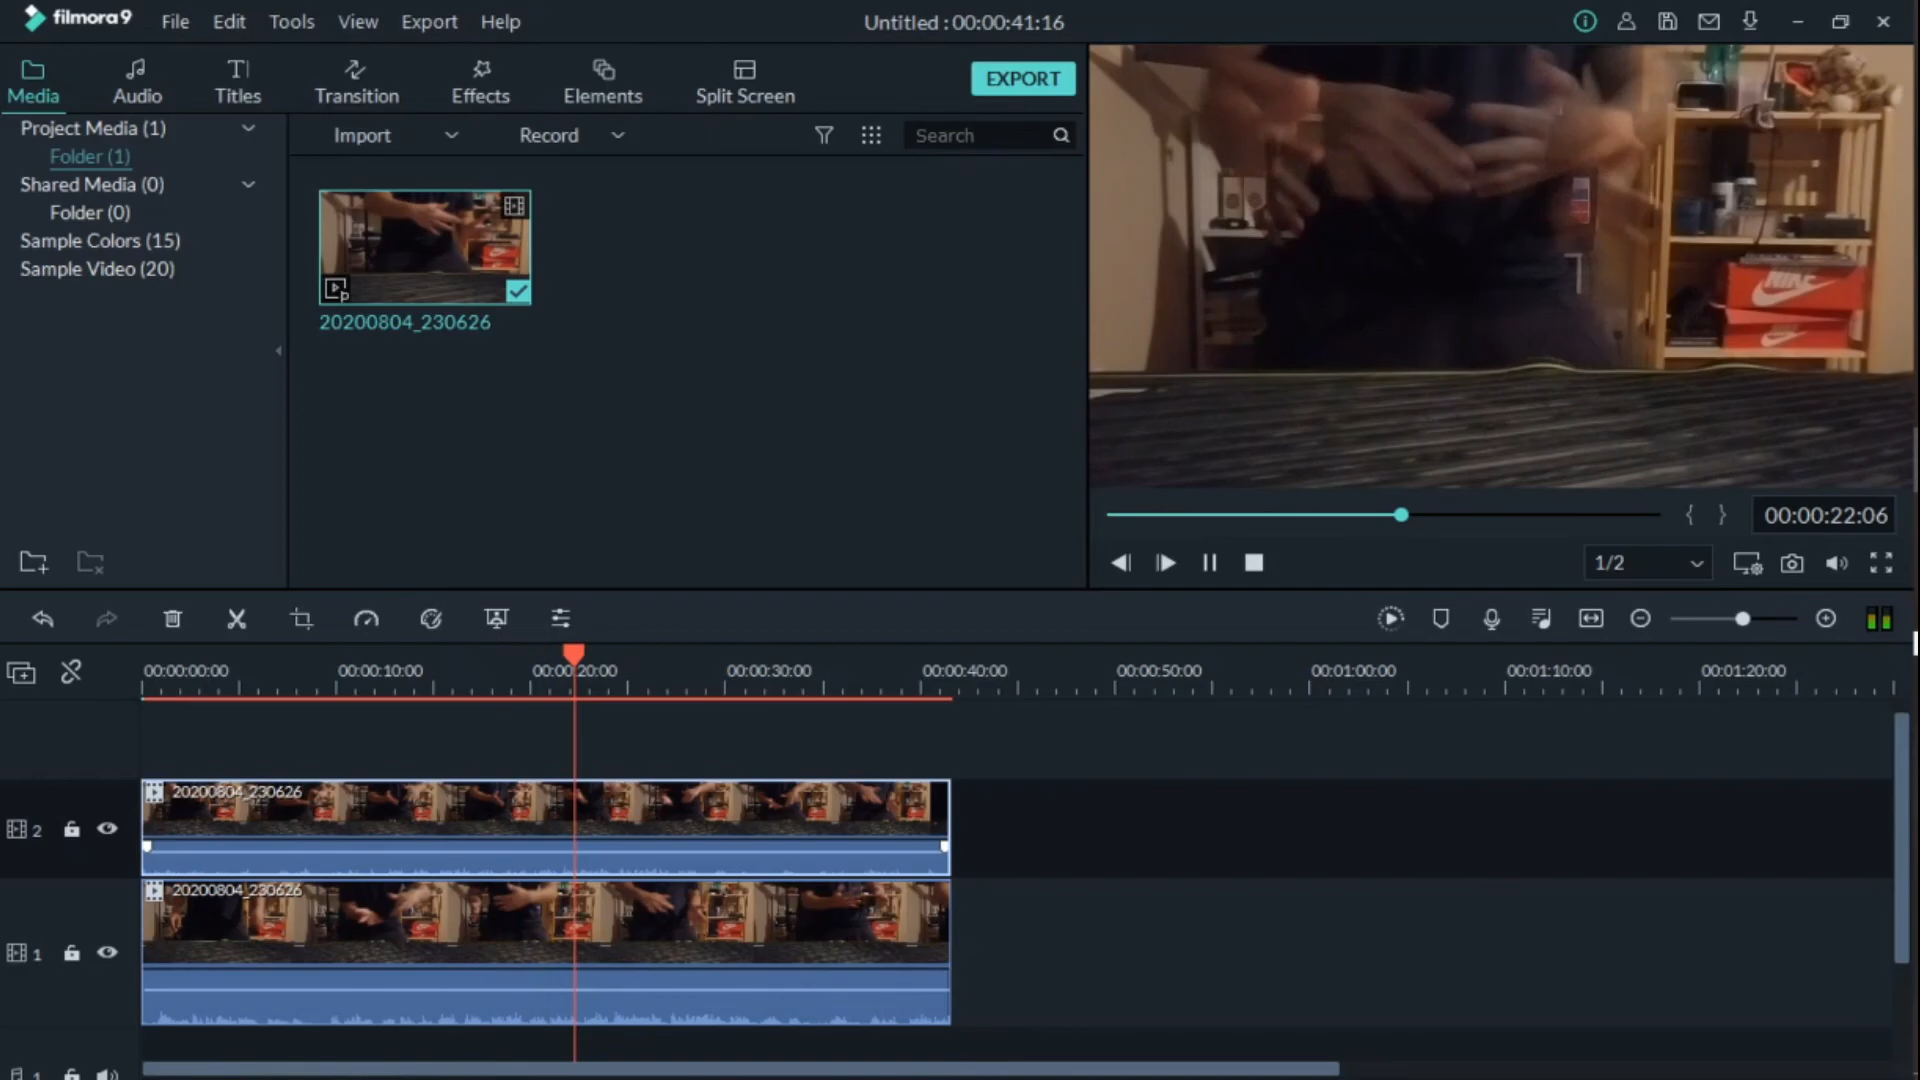 filmora9 File Edit Tools View Export Help Untitled : 00:00:41:16
Media Audio Titles Transition Effects Elements Split Screen EXPORT
Project Media (1)
Folder (1)
Shared Media (0)
Folder (0)
Sample Colors (15)
Sample Video (20)
Import Record Search
20200804_230626
NIKE
00:00:22:06
1/2
00:00:00:00 00:00:10:00 00:00:20:00 00:00:30:00 00:00:40:00 00:00:50:00 00:01:00:00 00:01:10:00 00:01:20:00
20200804_230626
2
20200804_230626
1
1